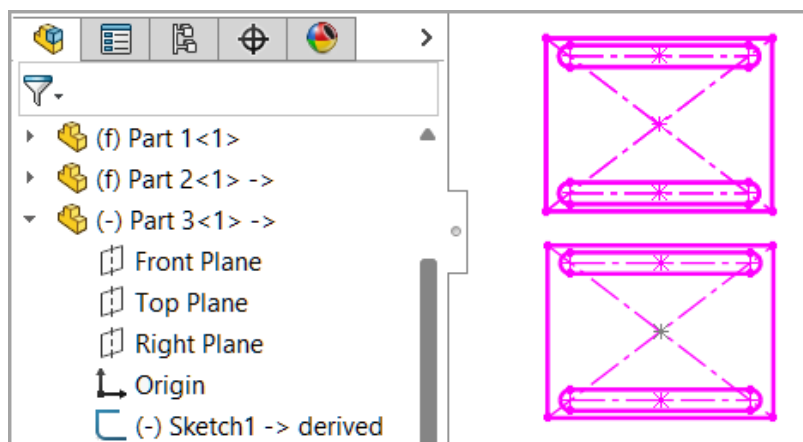 (f) Part 1<1>
(f) Part 2<1> ->
(-) Part 3<1> ->
Front Plane
Top Plane
Right Plane
Origin
(-) Sketch1 -> derived